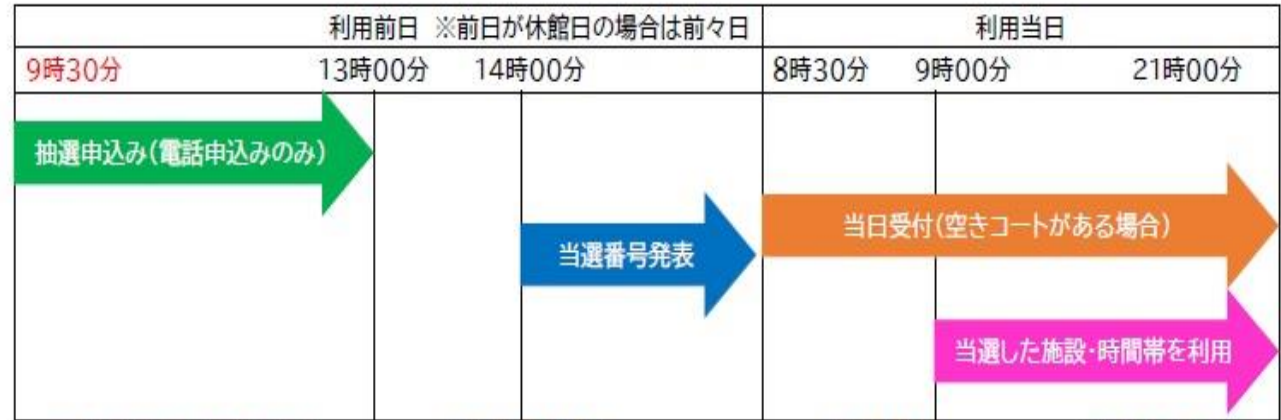 利用前日 ※前日が休館日の場合は前々日
利用当日
9時30分
13時00分
14時00分
8時30分
9時00分
21時00分
抽選申込み(電話申込みのみ)
当日受付(空きコートがある場合)
当選番号発表
当選した施設・時間帯を利用